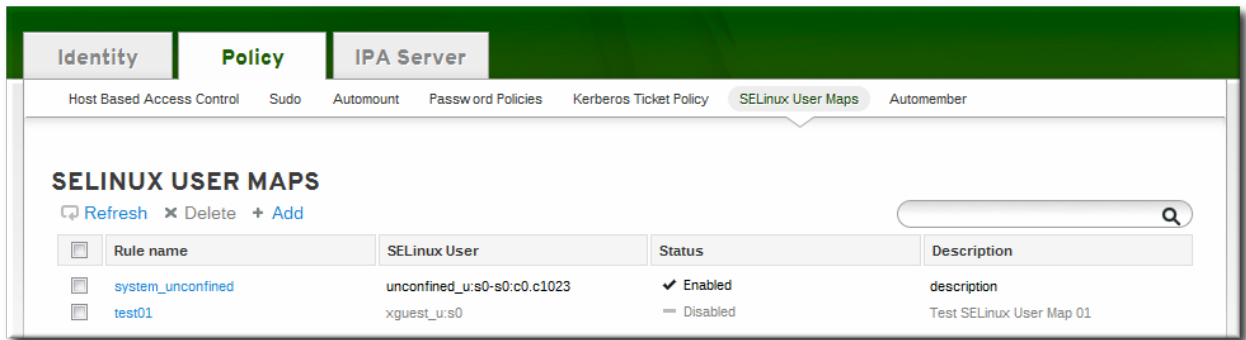 Identity Policy IPA Server
Host Based Access Control Sudo Automount Password Policies Kerberos Ticket Policy SELinux User Maps Automember
SELINUX USER MAPS
Refresh Delete Add
Rule name SELinux User Status Description
system_unconfined unconfined_u:s0-s0:c0.c1023 Enabled description
test01 xguest_u:s0 Disabled Test SELinux User Map 01